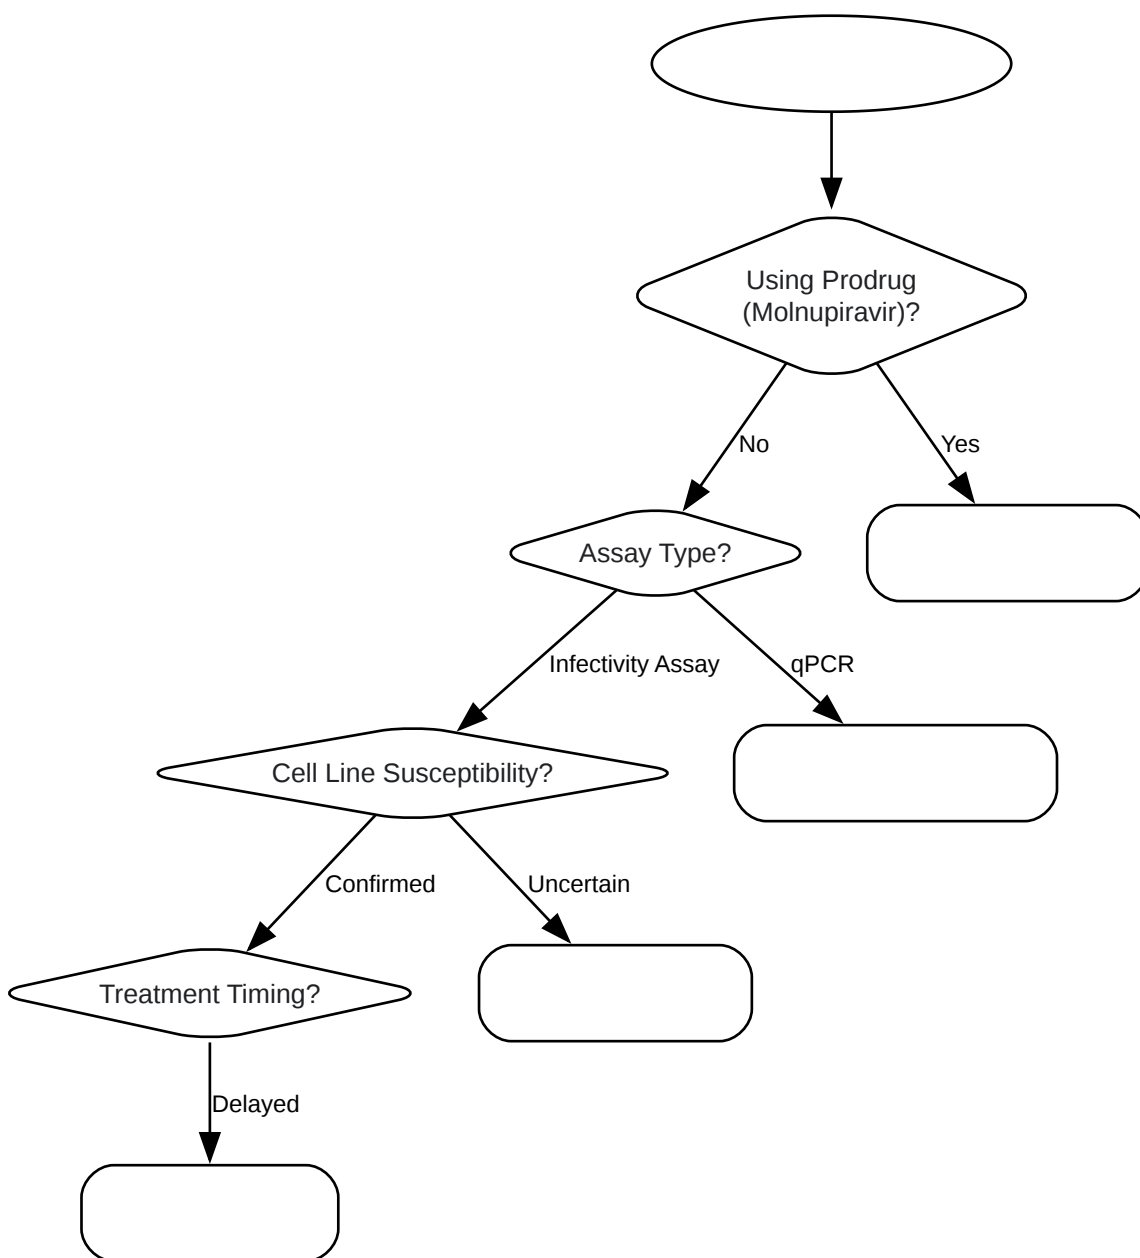 Using Prodrug
(Molnupiravir)?
No
Yes
Assay Type?
Infectivity Assay
qPCR
Cell Line Susceptibility?
Confirmed
Uncertain
Treatment Timing?
Delayed